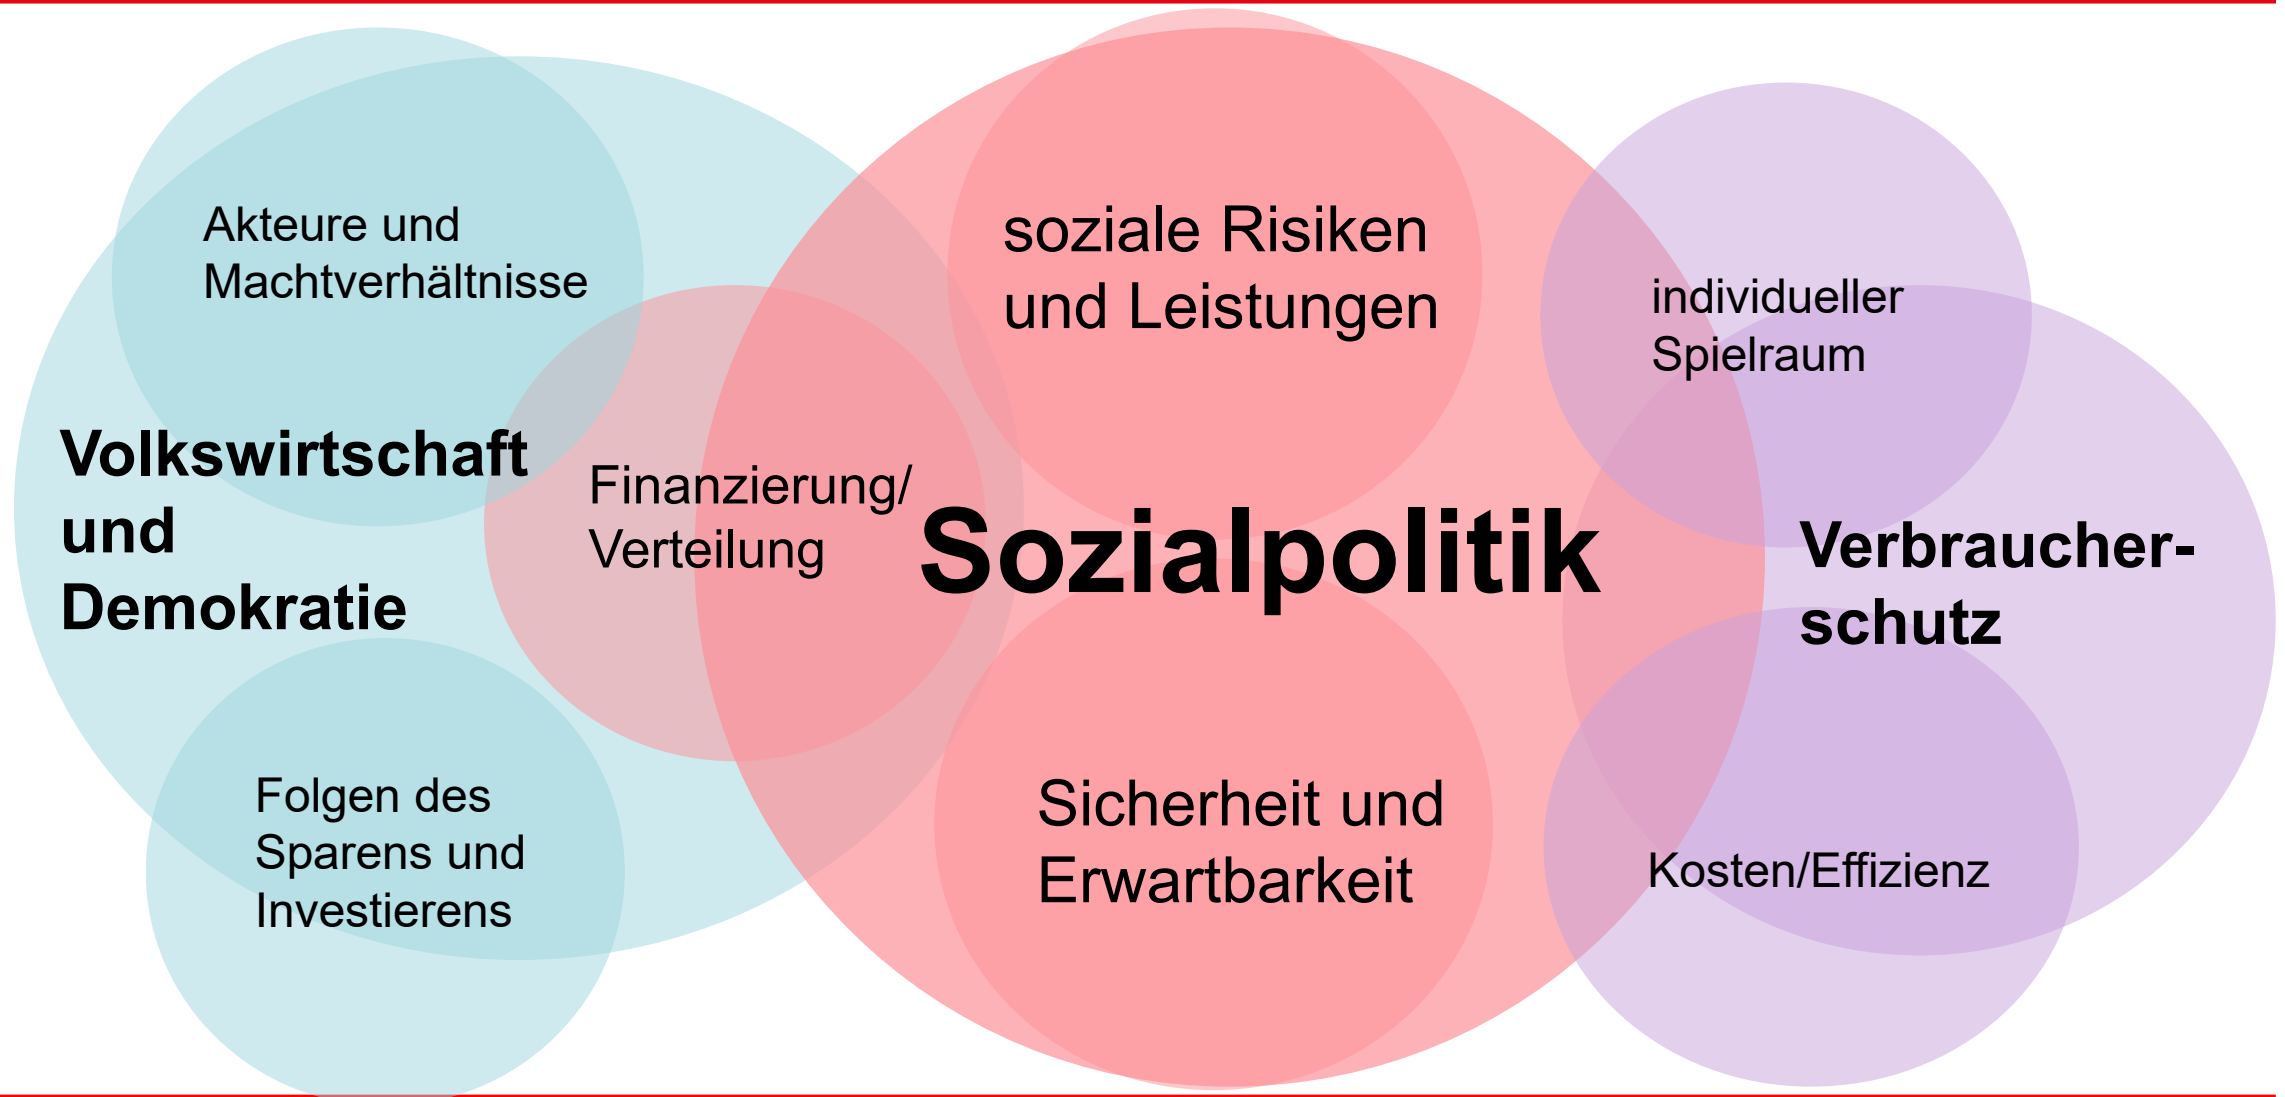 Akteure und
Machtverhältnisse
Volkswirtschaft
und
Demokratie
Folgen des
Sparens und
Investierens
Finanzierung/
Verteilung
soziale Risiken
und Leistungen
Sozialpolitik
Sicherheit und
Erwartbarkeit
individueller
Spielraum
Verbraucher-
schutz
Kosten/Effizienz